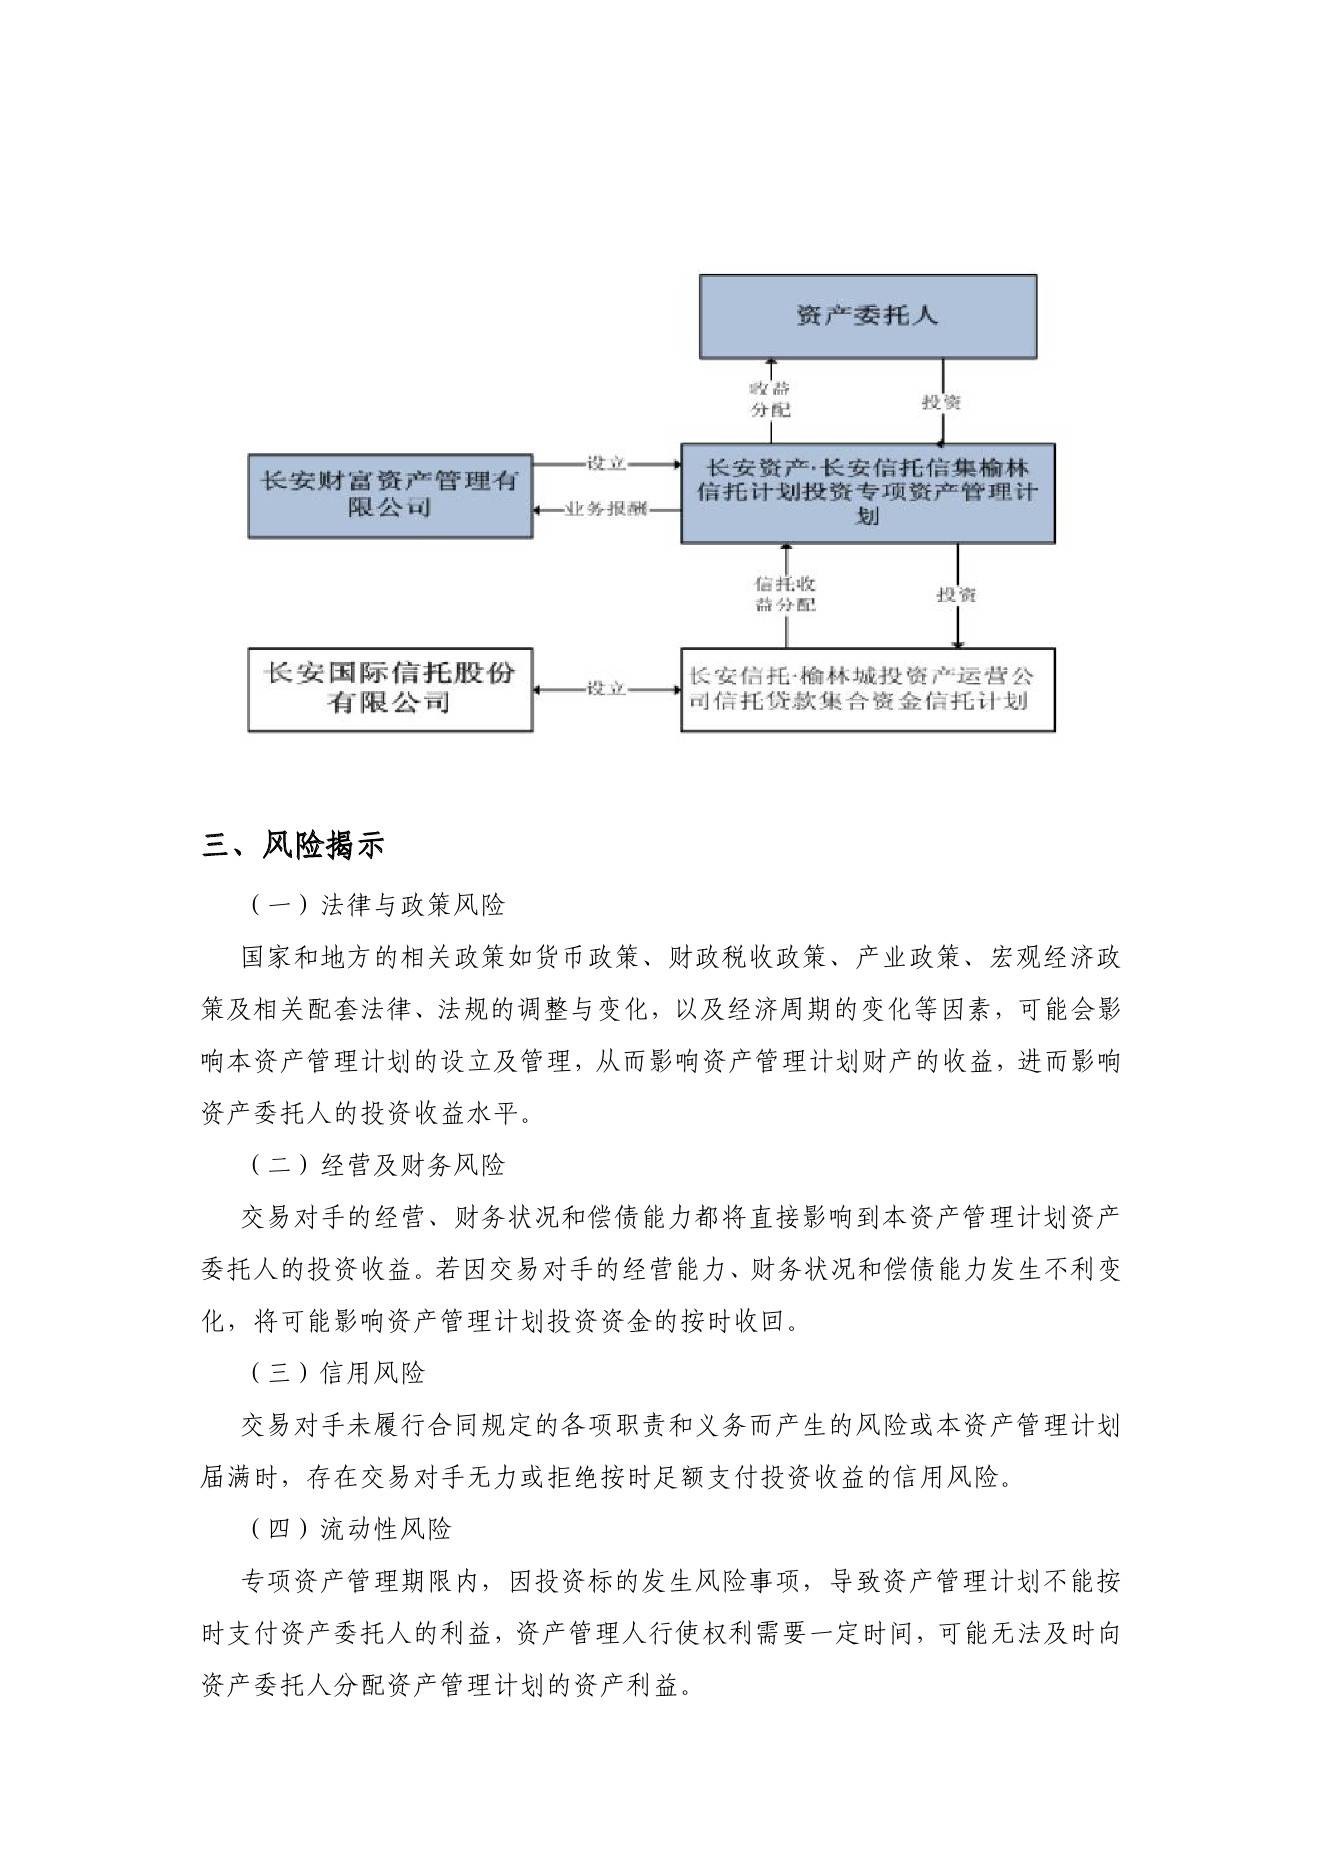 资产委托人
收益
分配
投资
长安财富资产管理有
限公司
设立
业务报酬
长安资产·长安信托信集榆林
信托计划投资专项资产管理计
划
信托收
益分配
投资
长安国际信托股份
有限公司
设立
长安信托·榆林城投资产运营公
司信托贷款集合资金信托计划
三、风险揭示
（一）法律与政策风险
国家和地方的相关政策如货币政策、财政税收政策、产业政策、宏观经济政
策及相关配套法律、法规的调整与变化，以及经济周期的变化等因素，可能会影
响本资产管理计划的设立及管理，从而影响资产管理计划财产的收益，进而影响
资产委托人的投资收益水平。
（二）经营及财务风险
交易对手的经营、财务状况和偿债能力都将直接影响到本资产管理计划资产
委托人的投资收益。若因交易对手的经营能力、财务状况和偿债能力发生不利变
化，将可能影响资产管理计划投资资金的按时收回。
（三）信用风险
交易对手未履行合同规定的各项职责和义务而产生的风险或本资产管理计划
届满时，存在交易对手无力或拒绝按时足额支付投资收益的信用风险。
（四）流动性风险
专项资产管理期限内，因投资标的发生风险事项，导致资产管理计划不能按
时支付资产委托人的利益，资产管理人行使权利需要一定时间，可能无法及时向
资产委托人分配资产管理计划的资产利益。